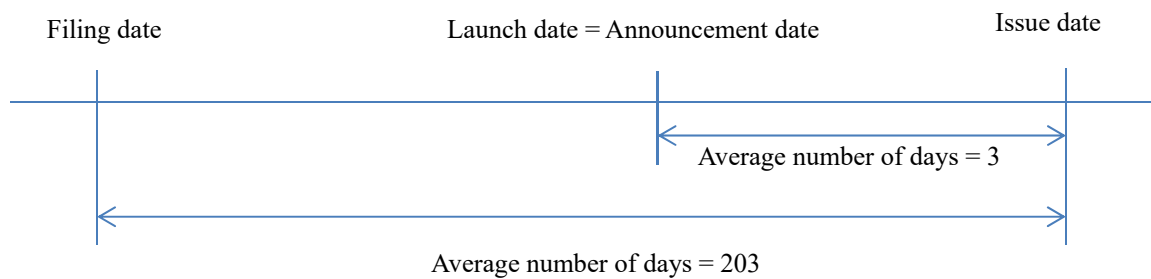 Filing date
Launch date = Announcement date
Issue date
Average number of days = 3
Average number of days = 203